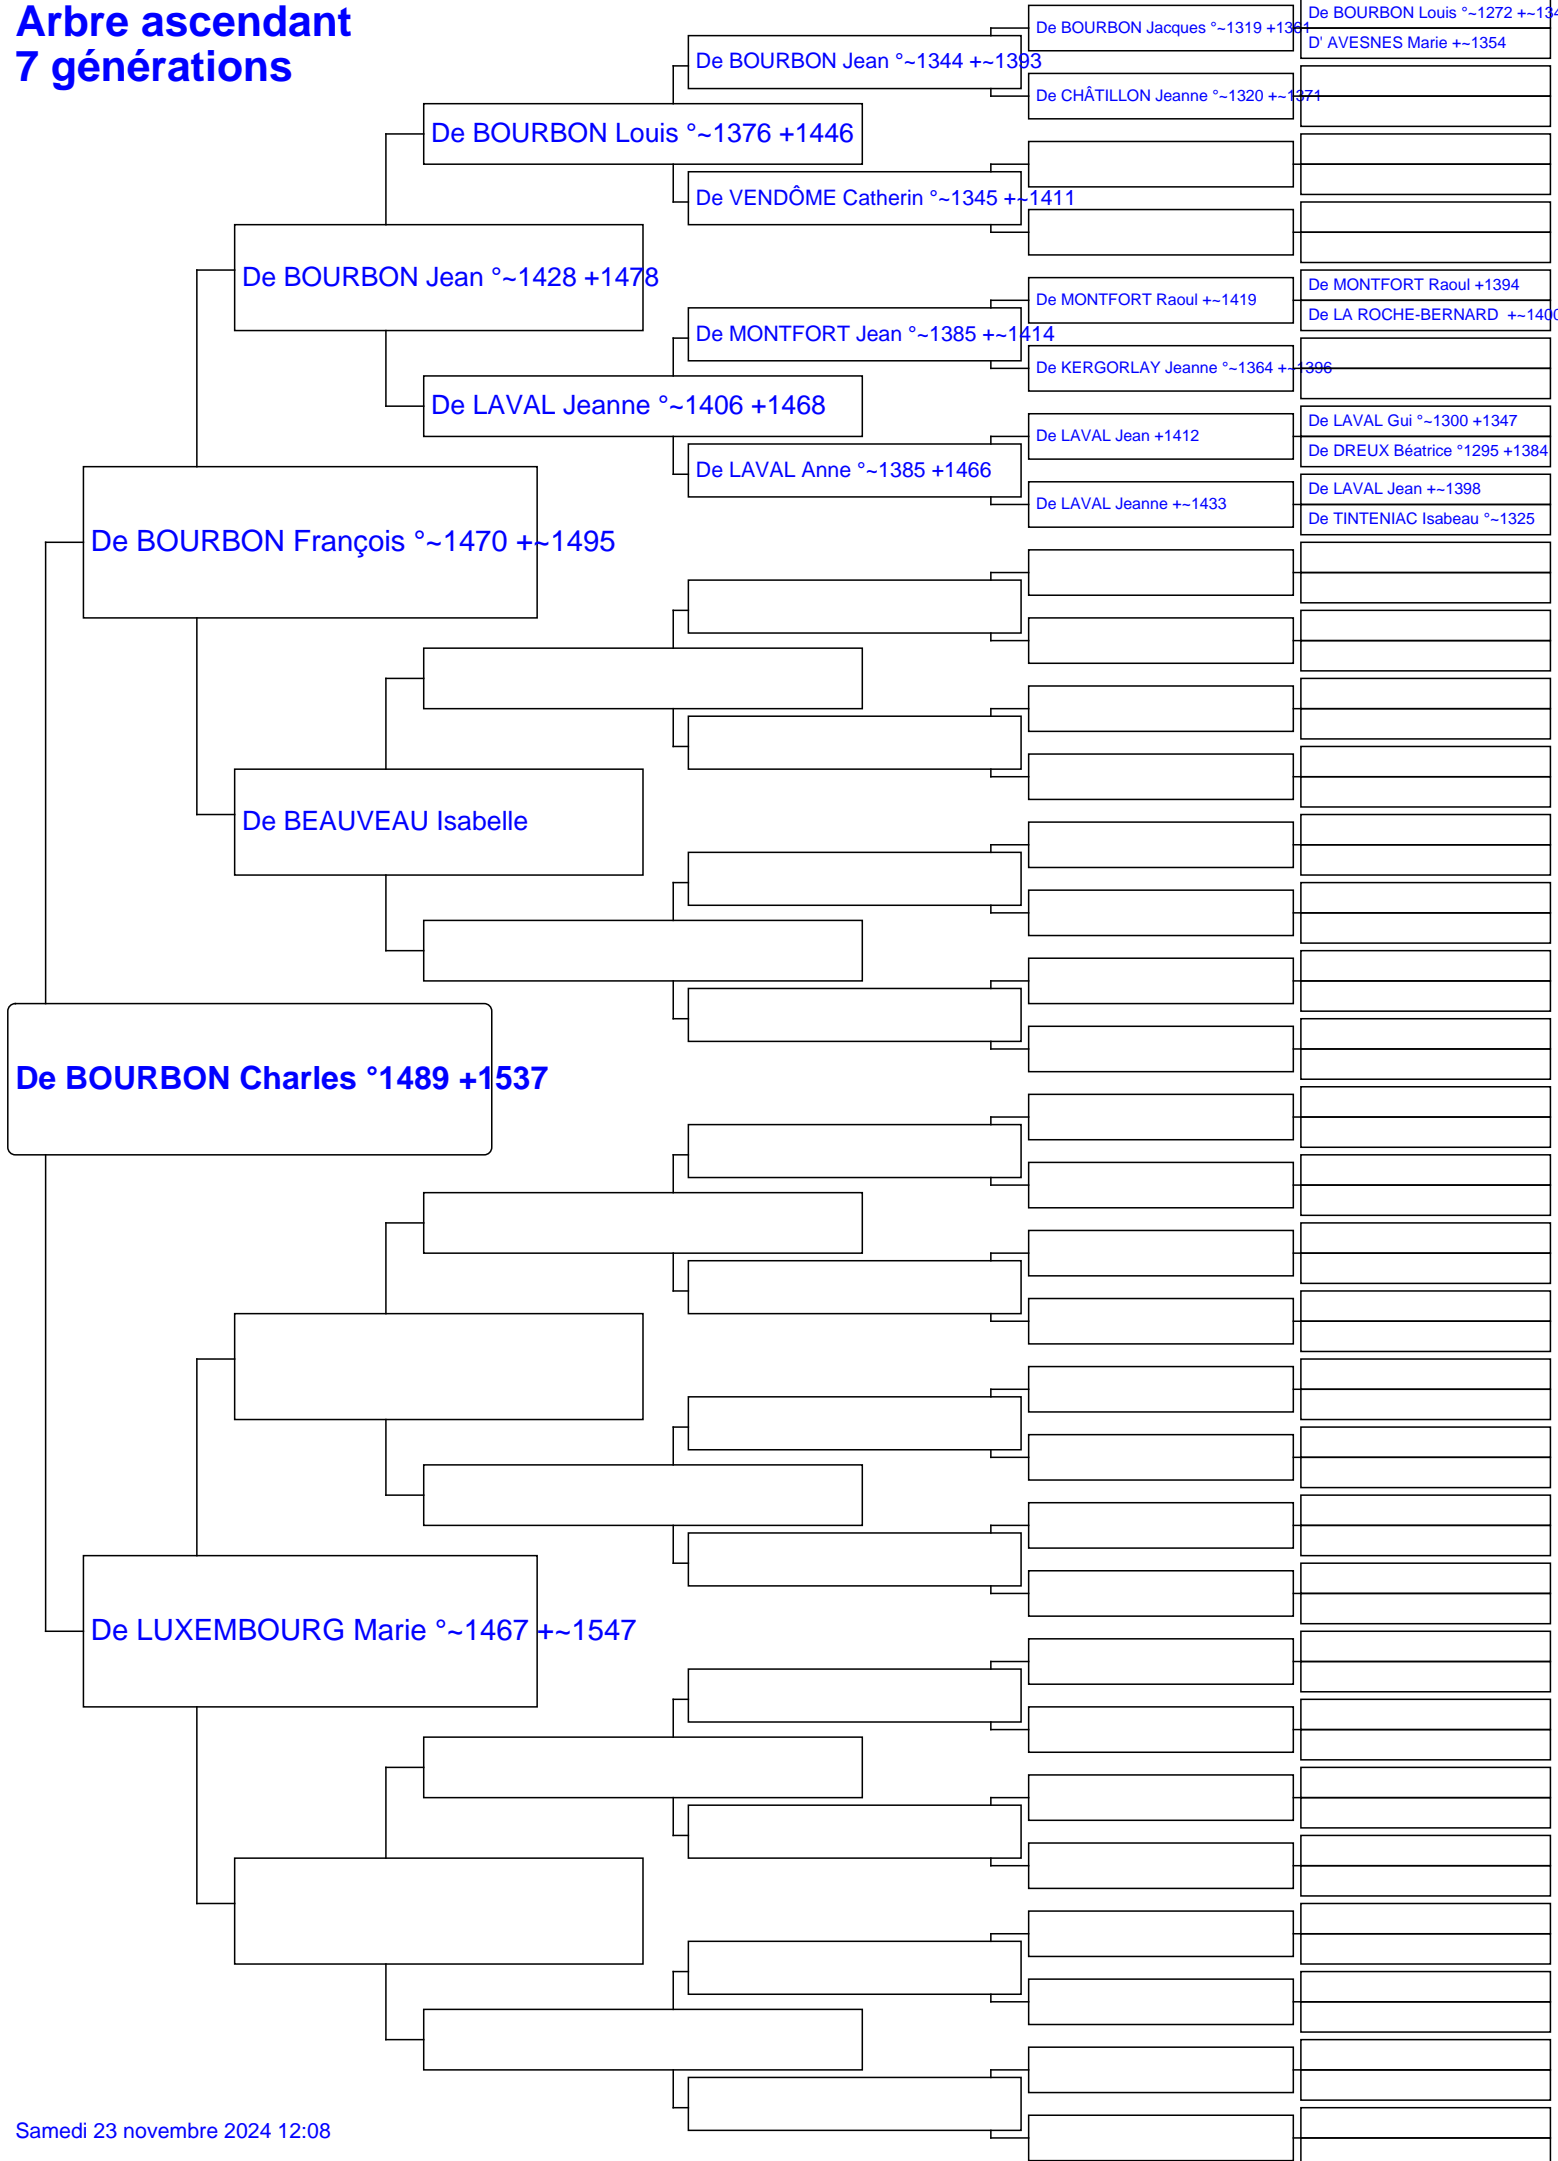 Arbre ascendant
7 générations
De BOURBON Louis °~1272 +~134
De BOURBON Jacques °~1319 +1361
D' AVESNES Marie +~1354
De BOURBON Jean °~1344 +~1393
De CHÂTILLON Jeanne °~1320 +~1371
De BOURBON Louis °~1376 +1446
De VENDÔME Catherin °~1345 +~1411
De BOURBON Jean °~1428 +1478
De MONTFORT Raoul +1394
De MONTFORT Raoul +~1419
De LA ROCHE-BERNARD +~1400
De MONTFORT Jean °~1385 +~1414
De KERGORLAY Jeanne °~1364 +~1396
De LAVAL Jeanne °~1406 +1468
De LAVAL Gui °~1300 +1347
De LAVAL Jean +1412
De DREUX Béatrice °1295 +1384
De LAVAL Anne °~1385 +1466
De LAVAL Jean +~1398
De LAVAL Jeanne +~1433
De TINTENIAC Isabeau °~1325
De BOURBON François °~1470 +~1495
De BEAUVEAU Isabelle
De BOURBON Charles °1489 +1537
De LUXEMBOURG Marie °~1467 +~1547
Samedi 23 novembre 2024 12:08